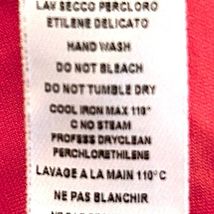 LAV SECCO PERCLORO
ETILENE DELICATO
HAND WASH
DO NOT BLEACH
DO NOT TUMBLE DRY
COOL IRON MAX 110°
C NO STEAM
PROFESS DRYCLEAN
PERCHLORETHILENE
LAVAGE A LA MAIN 110°C
NE PAS BLANCHIR